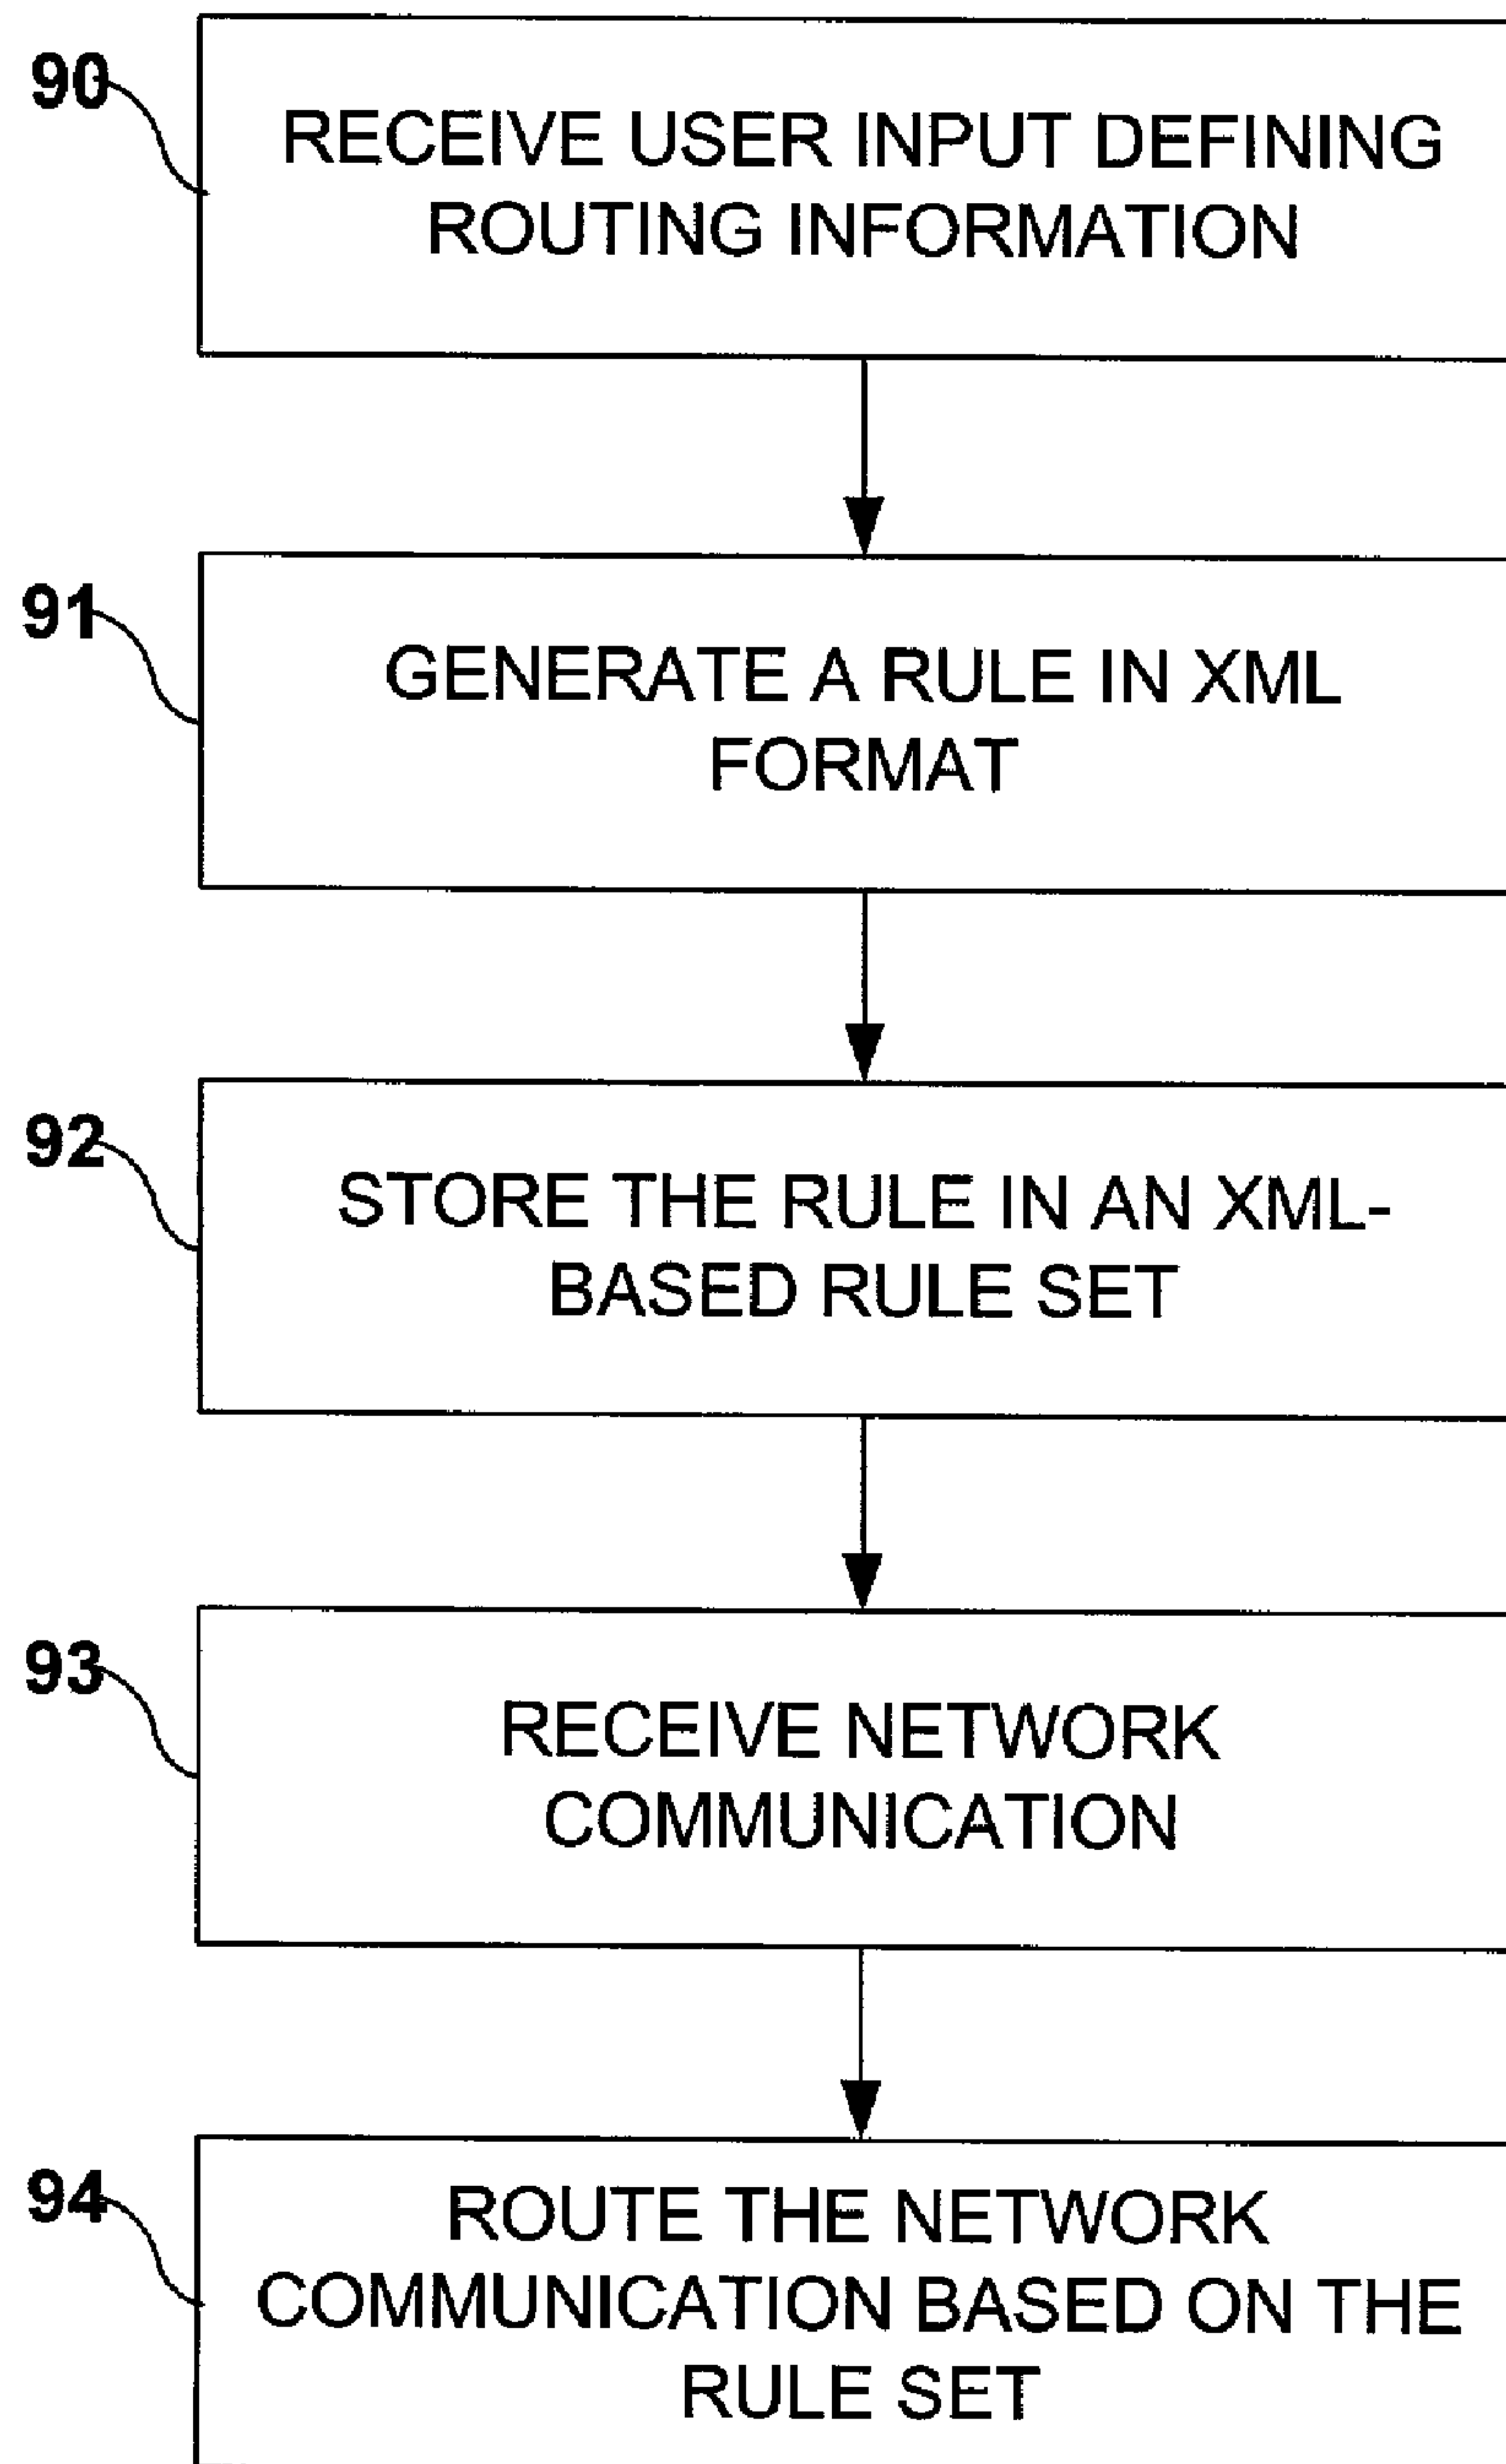 90
RECEIVE USER INPUT DEFINING
ROUTING INFORMATION
91
GENERATE A RULE IN XML
FORMAT
92
STORE THE RULE IN AN XML-
BASED RULE SET
93
RECEIVE NETWORK
COMMUNICATION
94
ROUTE THE NETWORK
COMMUNICATION BASED ON THE
RULE SET